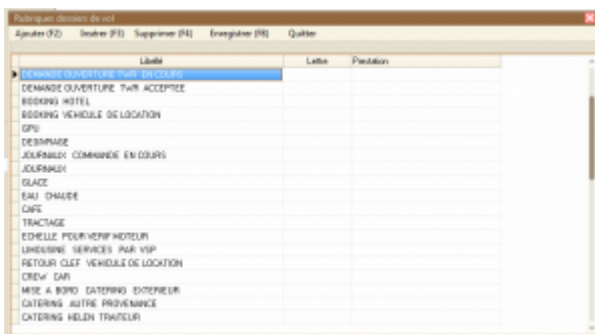 Rubriques dossiers de vol
Ajouter (F2) Insérer (F3) Supprimer (F4) Enregistrer (F8) Quitter
Libellé Lettre Prestation
DEMANDE OUVERTURE TWR EN COURS
DEMANDE OUVERTURE TWR ACCEPTEE
BOOKING HOTEL
BOOKING VEHICULE DE LOCATION
GPU
DEGIVRAGE
JOURNAUX COMMANDE EN COURS
JOURNAUX
GLACE
EAU CHAUDE
CAFE
TRACTAGE
ECHELLE POUR VERIF MOTEUR
LIMOUSINE SERVICES PAR VSP
RETOUR CLEF VEHICULE DE LOCATION
CREW CAR
MISE A BORD CATERING EXTERIEUR
CATERING AUTRE PROVENANCE
CATERING HELEN TRAITEUR